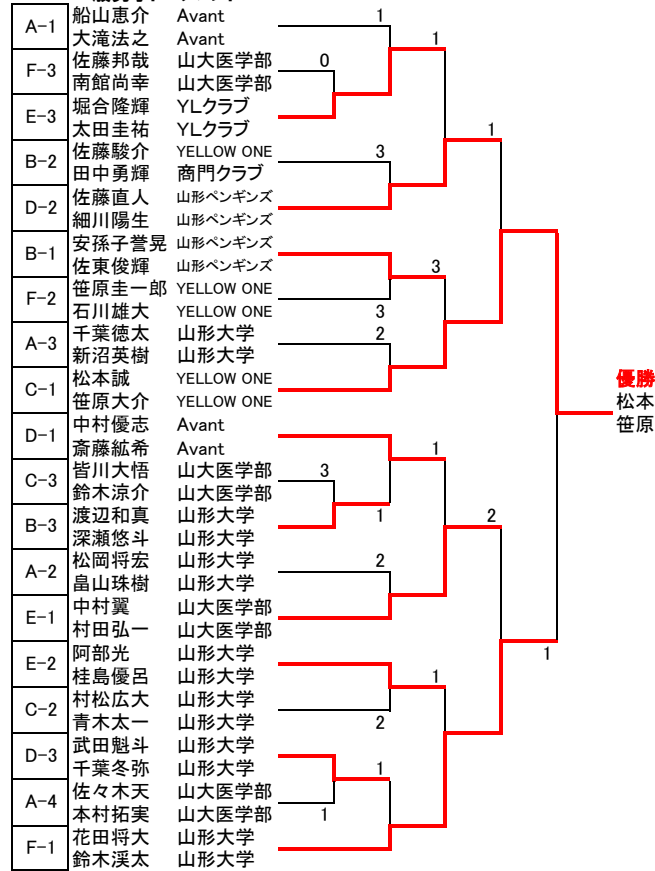 A-1 船山恵介 Avant 1
大滝法之 Avant 1
F-3 佐藤邦哉 山大医学部 0
南館尚幸 山大医学部
E-3 堀合隆輝 YLクラブ
太田圭祐 YLクラブ 1
B-2 佐藤駿介 YELLOW ONE 3
田中勇輝 商門クラブ
D-2 佐藤直人 山形ペンギンズ
細川陽生 山形ペンギンズ
B-1 安孫子誉晃 山形ペンギンズ
佐東俊輝 山形ペンギンズ 3
F-2 笹原圭一郎 YELLOW ONE
石川雄大 YELLOW ONE 3
A-3 千葉徳太 山形大学 2
新沼英樹 山形大学
C-1 松本誠 YELLOW ONE 優勝
笹原大介 YELLOW ONE 松本
D-1 中村優志 Avant 笹原
斎藤絋希 Avant 1
C-3 皆川大悟 山大医学部 3
鈴木涼介 山大医学部
B-3 渡辺和真 山形大学 1 2
深瀬悠斗 山形大学
A-2 松岡将宏 山形大学 2
畠山珠樹 山形大学
E-1 中村翼 山大医学部
村田弘一 山大医学部
E-2 阿部光 山形大学 1
桂島優呂 山形大学 1
C-2 村松広大 山形大学
青木太一 山形大学 2
D-3 武田魁斗 山形大学
千葉冬弥 山形大学 1
A-4 佐々木天 山大医学部
本村拓実 山大医学部 1
F-1 花田将大 山形大学
鈴木渓太 山形大学